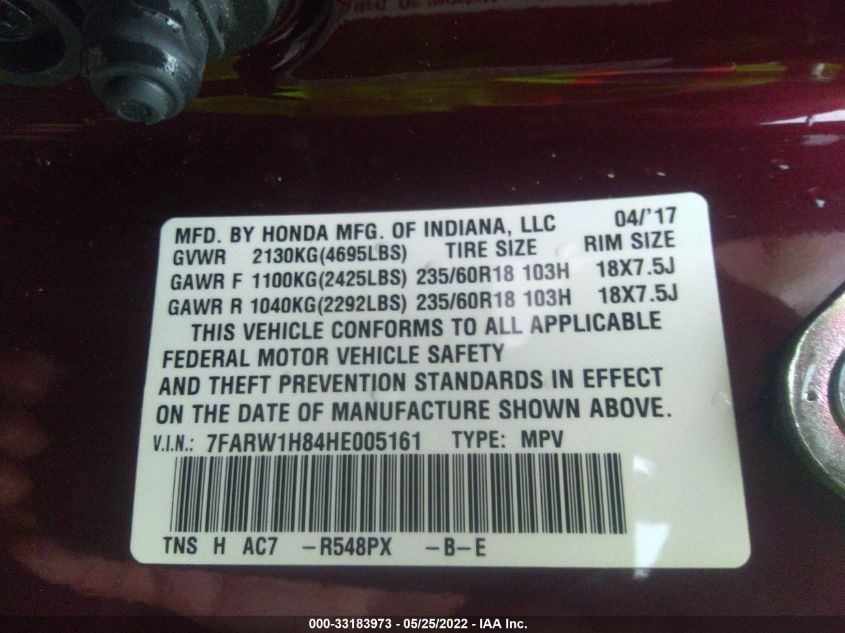 MFD. BY HONDA MFG. OF INDIANA, LLC 04/'17
GVWR 2130KG(4695LBS) TIRE SIZE RIM SIZE
GAWR F 1100KG(2425LBS) 235/60R18 103H 18X7.5J
GAWR R 1040KG(2292LBS) 235/60R18 103H 18X7.5J
THIS VEHICLE CONFORMS TO ALL APPLICABLE
FEDERAL MOTOR VEHICLE SAFETY
AND THEFT PREVENTION STANDARDS IN EFFECT
ON THE DATE OF MANUFACTURE SHOWN ABOVE.
V.I.N.: 7FARW1H84HE005161 TYPE: MPV
TNS H AC7 -R548PX -B-E
000-33183973 - 05/25/2022 - IAA Inc.